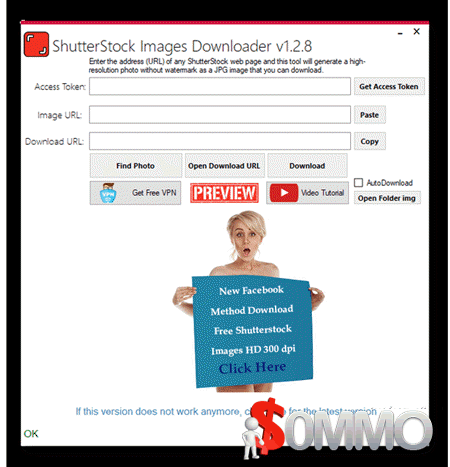 ShutterStock Images Downloader v1.2.8
Enter the address (URL) of any ShutterStock web page and this tool will generate a high-
resolution photo without watermark as a JPG image that you can download.
Access Token:
Get Access Token
Image URL:
Paste
Download URL:
Copy
Find Photo
Open Download URL
Download
VPN
Get Free VPN
PREVIEW
Video Tutorial
AutoDownload
Open Folder img
New Facebook
Method Download
Free Shutterstock
Images HD 300 dpi
Click Here
If this version does not work anymore, for the latest version
OK
$OMMO